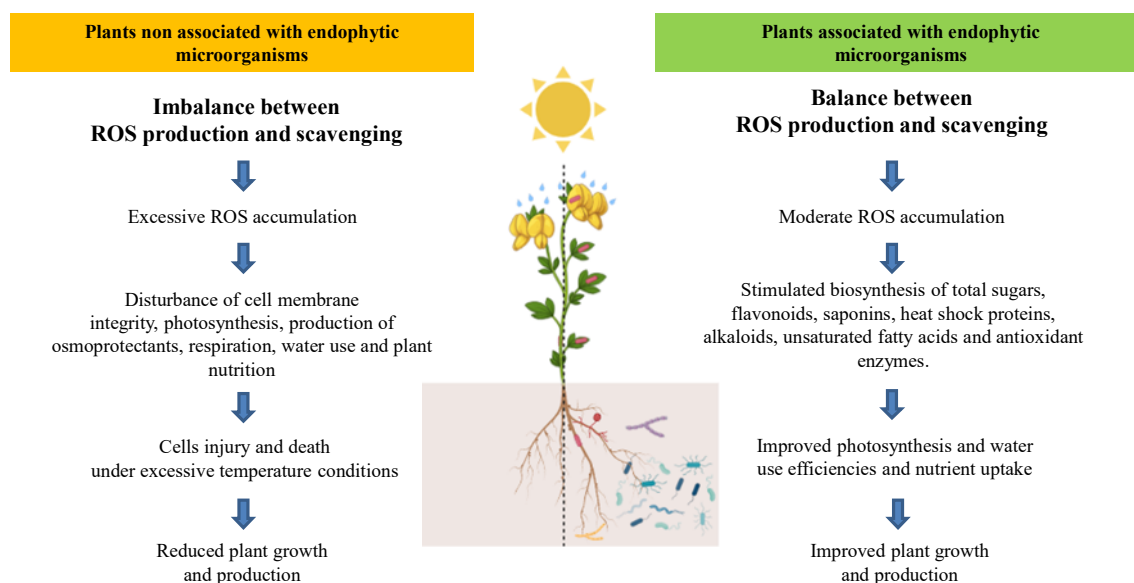 Plants non associated with endophytic
microorganisms
Imbalance between
ROS production and scavenging
Excessive ROS accumulation
Disturbance of cell membrane
integrity, photosynthesis, production of
osmoprotectants, respiration, water use and plant
nutrition
Cells injury and death
under excessive temperature conditions
Reduced plant growth
and production
Plants associated with endophytic
microorganisms
Balance between
ROS production and scavenging
Moderate ROS accumulation
Stimulated biosynthesis of total sugars,
flavonoids, saponins, heat shock proteins,
alkaloids, unsaturated fatty acids and antioxidant
enzymes.
Improved photosynthesis and water
use efficiencies and nutrient uptake
Improved plant growth
and production